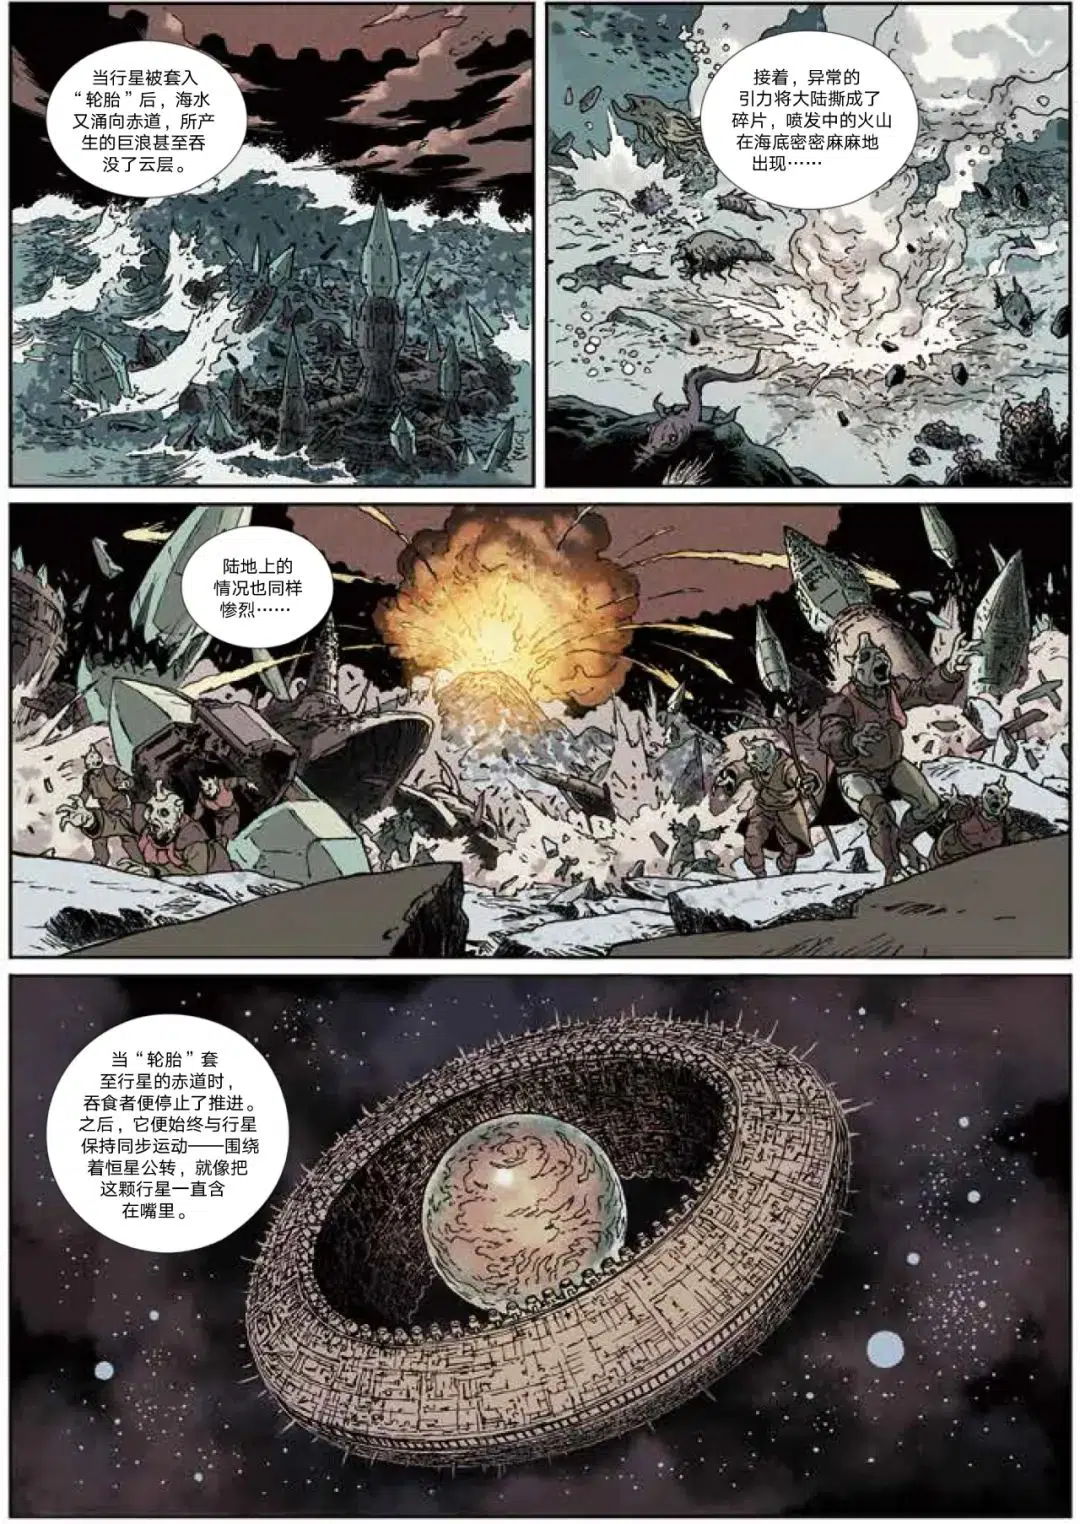 当行星被套入
“轮胎”后，海水
又涌向赤道，所产
生的巨浪甚至吞
没了云层。
接着，异常的
引力将大陆撕成了
碎片，喷发中的火山
在海底密密麻麻地
出现……
陆地上的
情况也同样
惨烈……
当“轮胎”套
至行星的赤道时，
吞食者便停止了推进。
之后，它便始终与行星
保持同步运动——围绕
着恒星公转，就像把
这颗行星一直含
在嘴里。